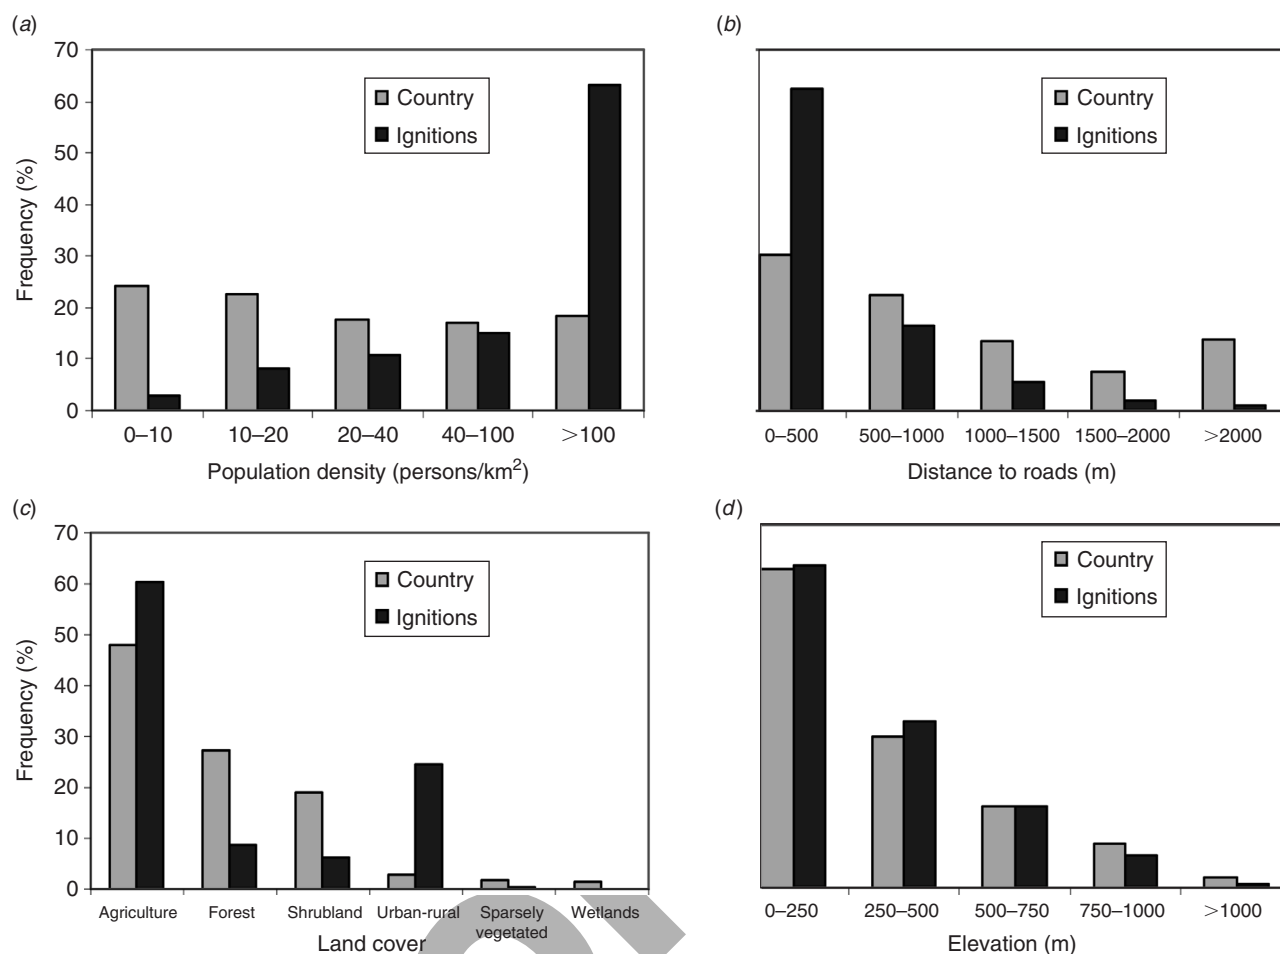 (a)
70
60
50
40
30
20
10
0
Frequency (%)
Country
Ignitions
0–10 10–20 20–40 40–100 >100
Population density (persons/km²)
(b)
Country
Ignitions
0–500 500–1000 1000–1500 1500–2000 >2000
Distance to roads (m)
(c)
70
60
50
40
30
20
10
0
Frequency (%)
Country
Ignitions
Agriculture Forest Shrubland Urban-rural Sparsely Wetlands
vegetated
Land cover
(d)
Country
Ignitions
0–250 250–500 500–750 750–1000 >1000
Elevation (m)